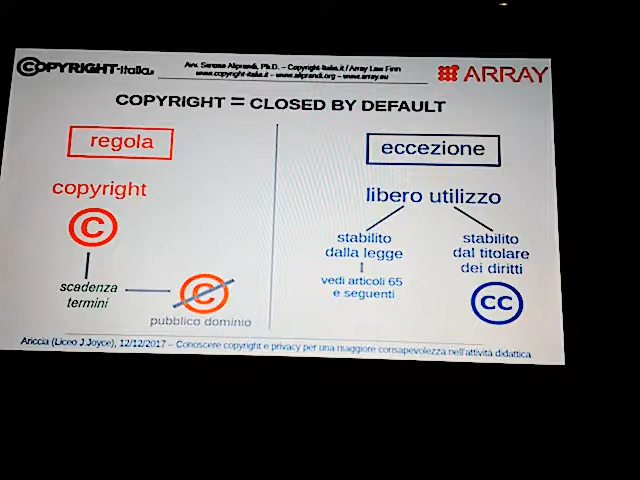 COPYRIGHT-Italia.it
Avv. Simone Aliprandi, Ph.D. – Copyright-Italia.it / Array Law Firm
www.copyright-italia.it – www.aliprandi.org – www.array.eu
ARRAY
COPYRIGHT = CLOSED BY DEFAULT
regola
copyright
C
scadenza
termini
C
pubblico dominio
eccezione
libero utilizzo
stabilito
dalla legge
vedi articoli 65
e seguenti
stabilito
dal titolare
dei diritti
CC
Ariccia (Liceo J.Joyce), 12/12/2017 – Conoscere copyright e privacy per una maggiore consapevolezza nell'attività didattica